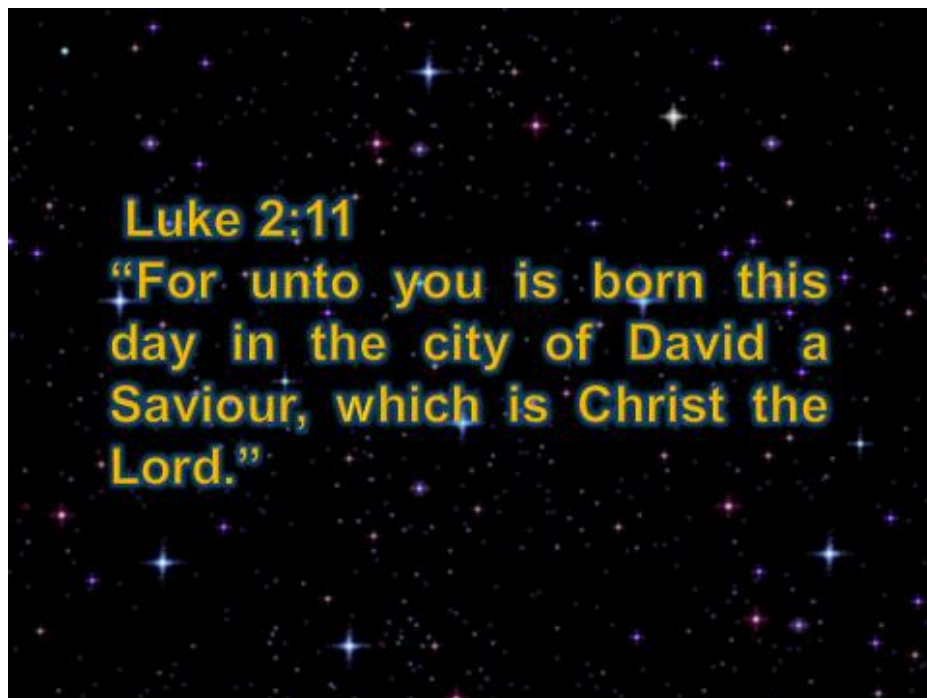 Luke 2:11
“For unto you is born this
day in the city of David a
Saviour, which is Christ the
Lord.”